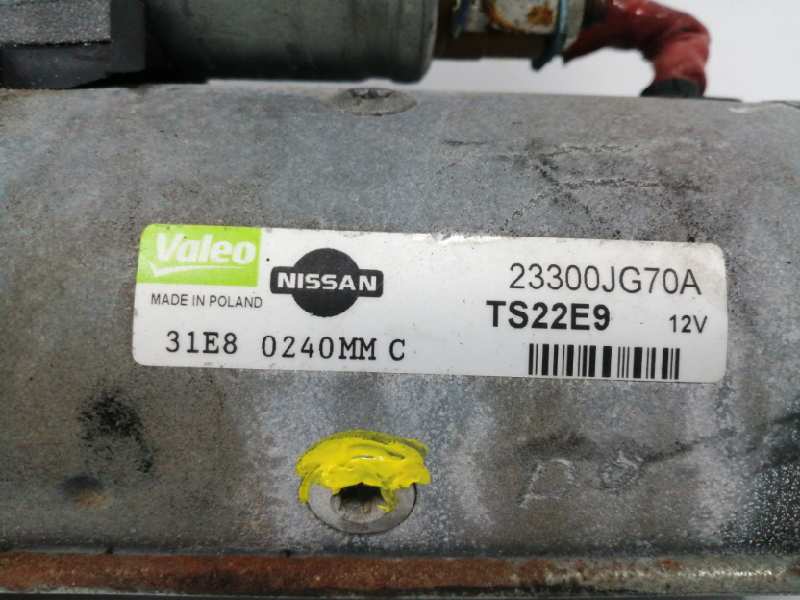 Valeo
MADE IN POLAND
NISSAN
23300JG70A
TS22E9 12V
31E8 0240MM C